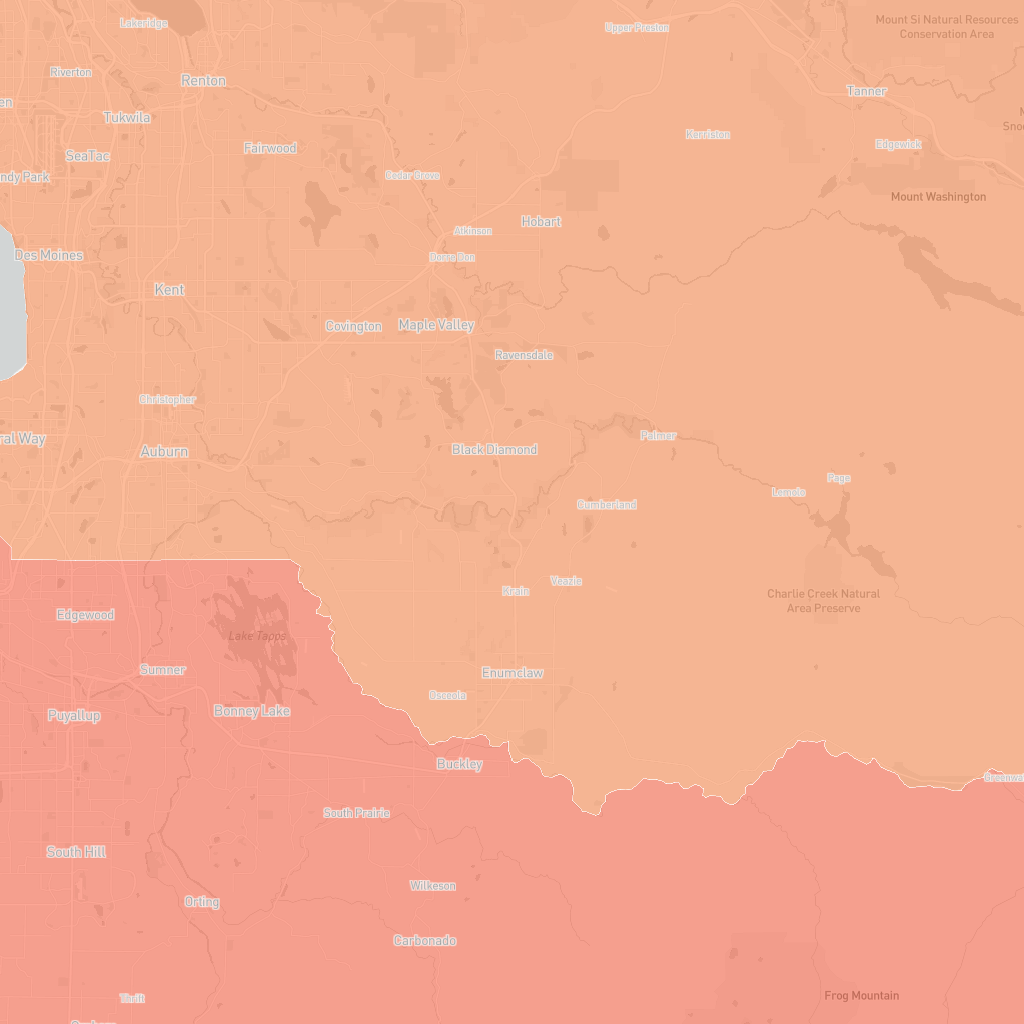 Mount Si Natural Resources
Conservation Area
Lakeridge
Upper Preston
Riverton
Renton
Tanner
en
Tukwila
Kerriston
Edgewick
M
Snoo
Fairwood
SeaTac
ndy Park
Cedar Grove
Mount Washington
Hobart
Atkinson
Des Moines
Dorre Don
Kent
Covington
Maple Valley
Ravensdale
Christopher
ral Way
Auburn
Black Diamond
Palmer
Page
Lemolo
Cumberland
Veazie
Krain
Charlie Creek Natural
Area Preserve
Edgewood
Lake Tapps
Sumner
Enumclaw
Osceola
Puyallup
Bonney Lake
Buckley
Greenwa
South Prairie
South Hill
Wilkeson
Orting
Carbonado
Thrift
Frog Mountain